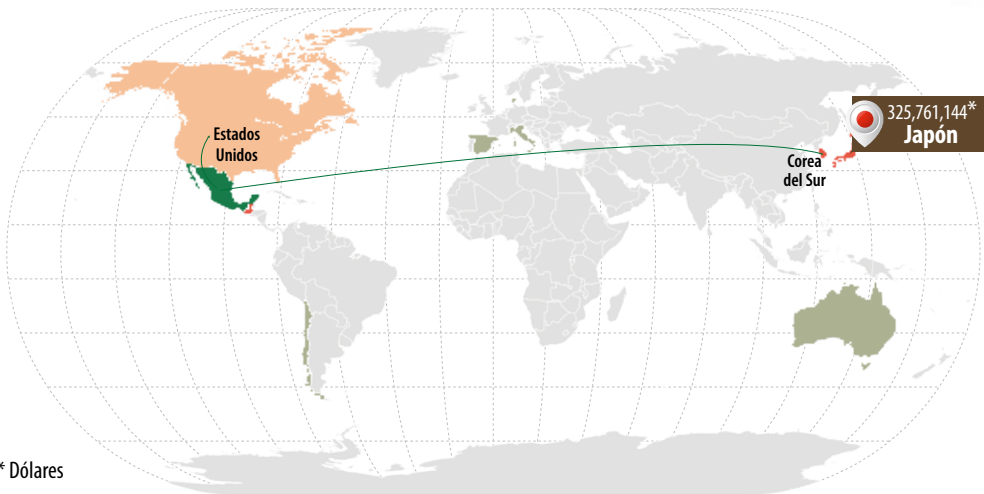 325,761,144*
Japón
Estados
Unidos
Corea
del Sur
* Dólares